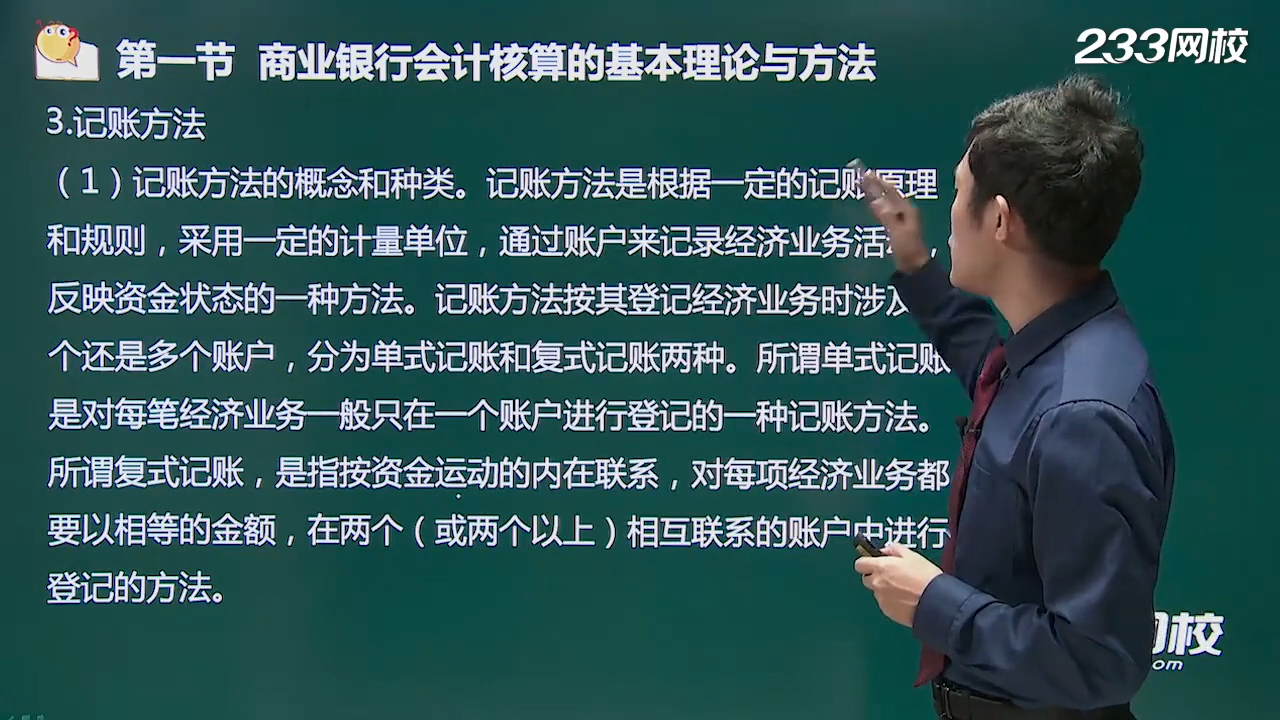 第一节 商业银行会计核算的基本理论与方法
233网校
3.记账方法
（1）记账方法的概念和种类。记账方法是根据一定的记账原理
和规则，采用一定的计量单位，通过账户来记录经济业务活
反映资金状态的一种方法。记账方法按其登记经济业务时涉及
个还是多个账户，分为单式记账和复式记账两种。所谓单式记账
是对每笔经济业务一般只在一个账户进行登记的一种记账方法。
所谓复式记账，是指按资金运动的内在联系，对每项经济业务都
要以相等的金额，在两个（或两个以上）相互联系的账户中进行
登记的方法。
网校
om